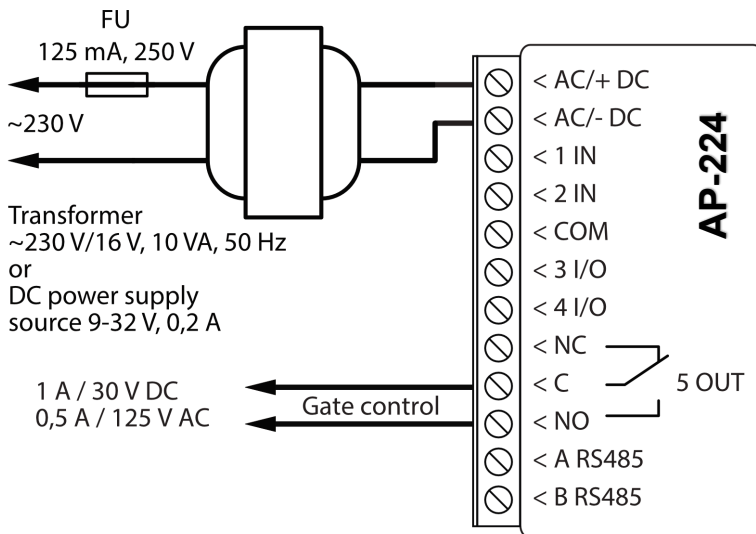 FU
125 mA, 250 V
~230 V
Transformer
~230 V/16 V, 10 VA, 50 Hz
or
DC power supply
source 9-32 V, 0,2 A
1 A / 30 V DC
0,5 A / 125 V AC
Gate control
< AC/+ DC
< AC/- DC
< 1 IN
< 2 IN
< COM
< 3 I/O
< 4 I/O
< NC
< C
< NO
< A RS485
< B RS485
5 OUT
AP-224